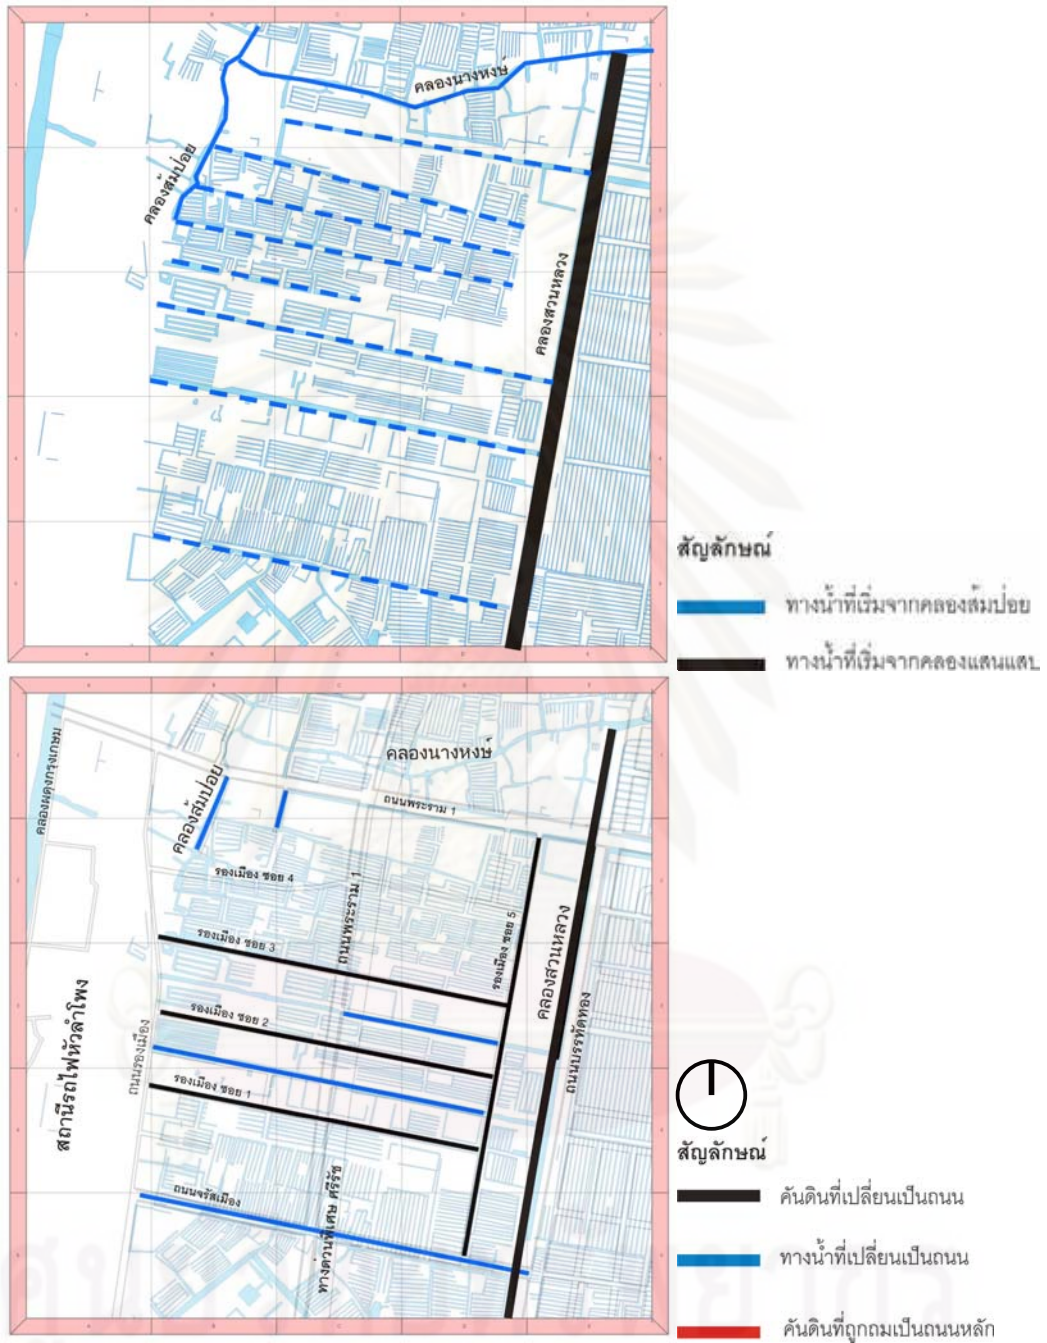 คลองนางหงษ์
คลองส้มป่อย
คลองสวนหลวง
สัญลักษณ์
ทางน้ำที่เริ่มจากคลองส้มป่อย
ทางน้ำที่เริ่มจากคลองแสนแสบ
คลองนางหงษ์
คลองผดุงกรุงเกษม
คลองส้มป่อย
ถนนพระราม 1
รองเมือง ซอย 4
ถนนพระราม 1
รองเมือง ซอย 5
รองเมือง ซอย 3
คลองสวนหลวง
สถานีรถไฟหัวลำโพง
ถนนรองเมือง
รองเมือง ซอย 2
ถนนบรรทัดทอง
รองเมือง ซอย 1
ถนนจรัสเมือง
ทางด่วนพิเศษ ศรีรัช
สัญลักษณ์
คันดินที่เปลี่ยนเป็นถนน
ทางน้ำที่เปลี่ยนเป็นถนน
คันดินที่ถูกถมเป็นถนนหลัก